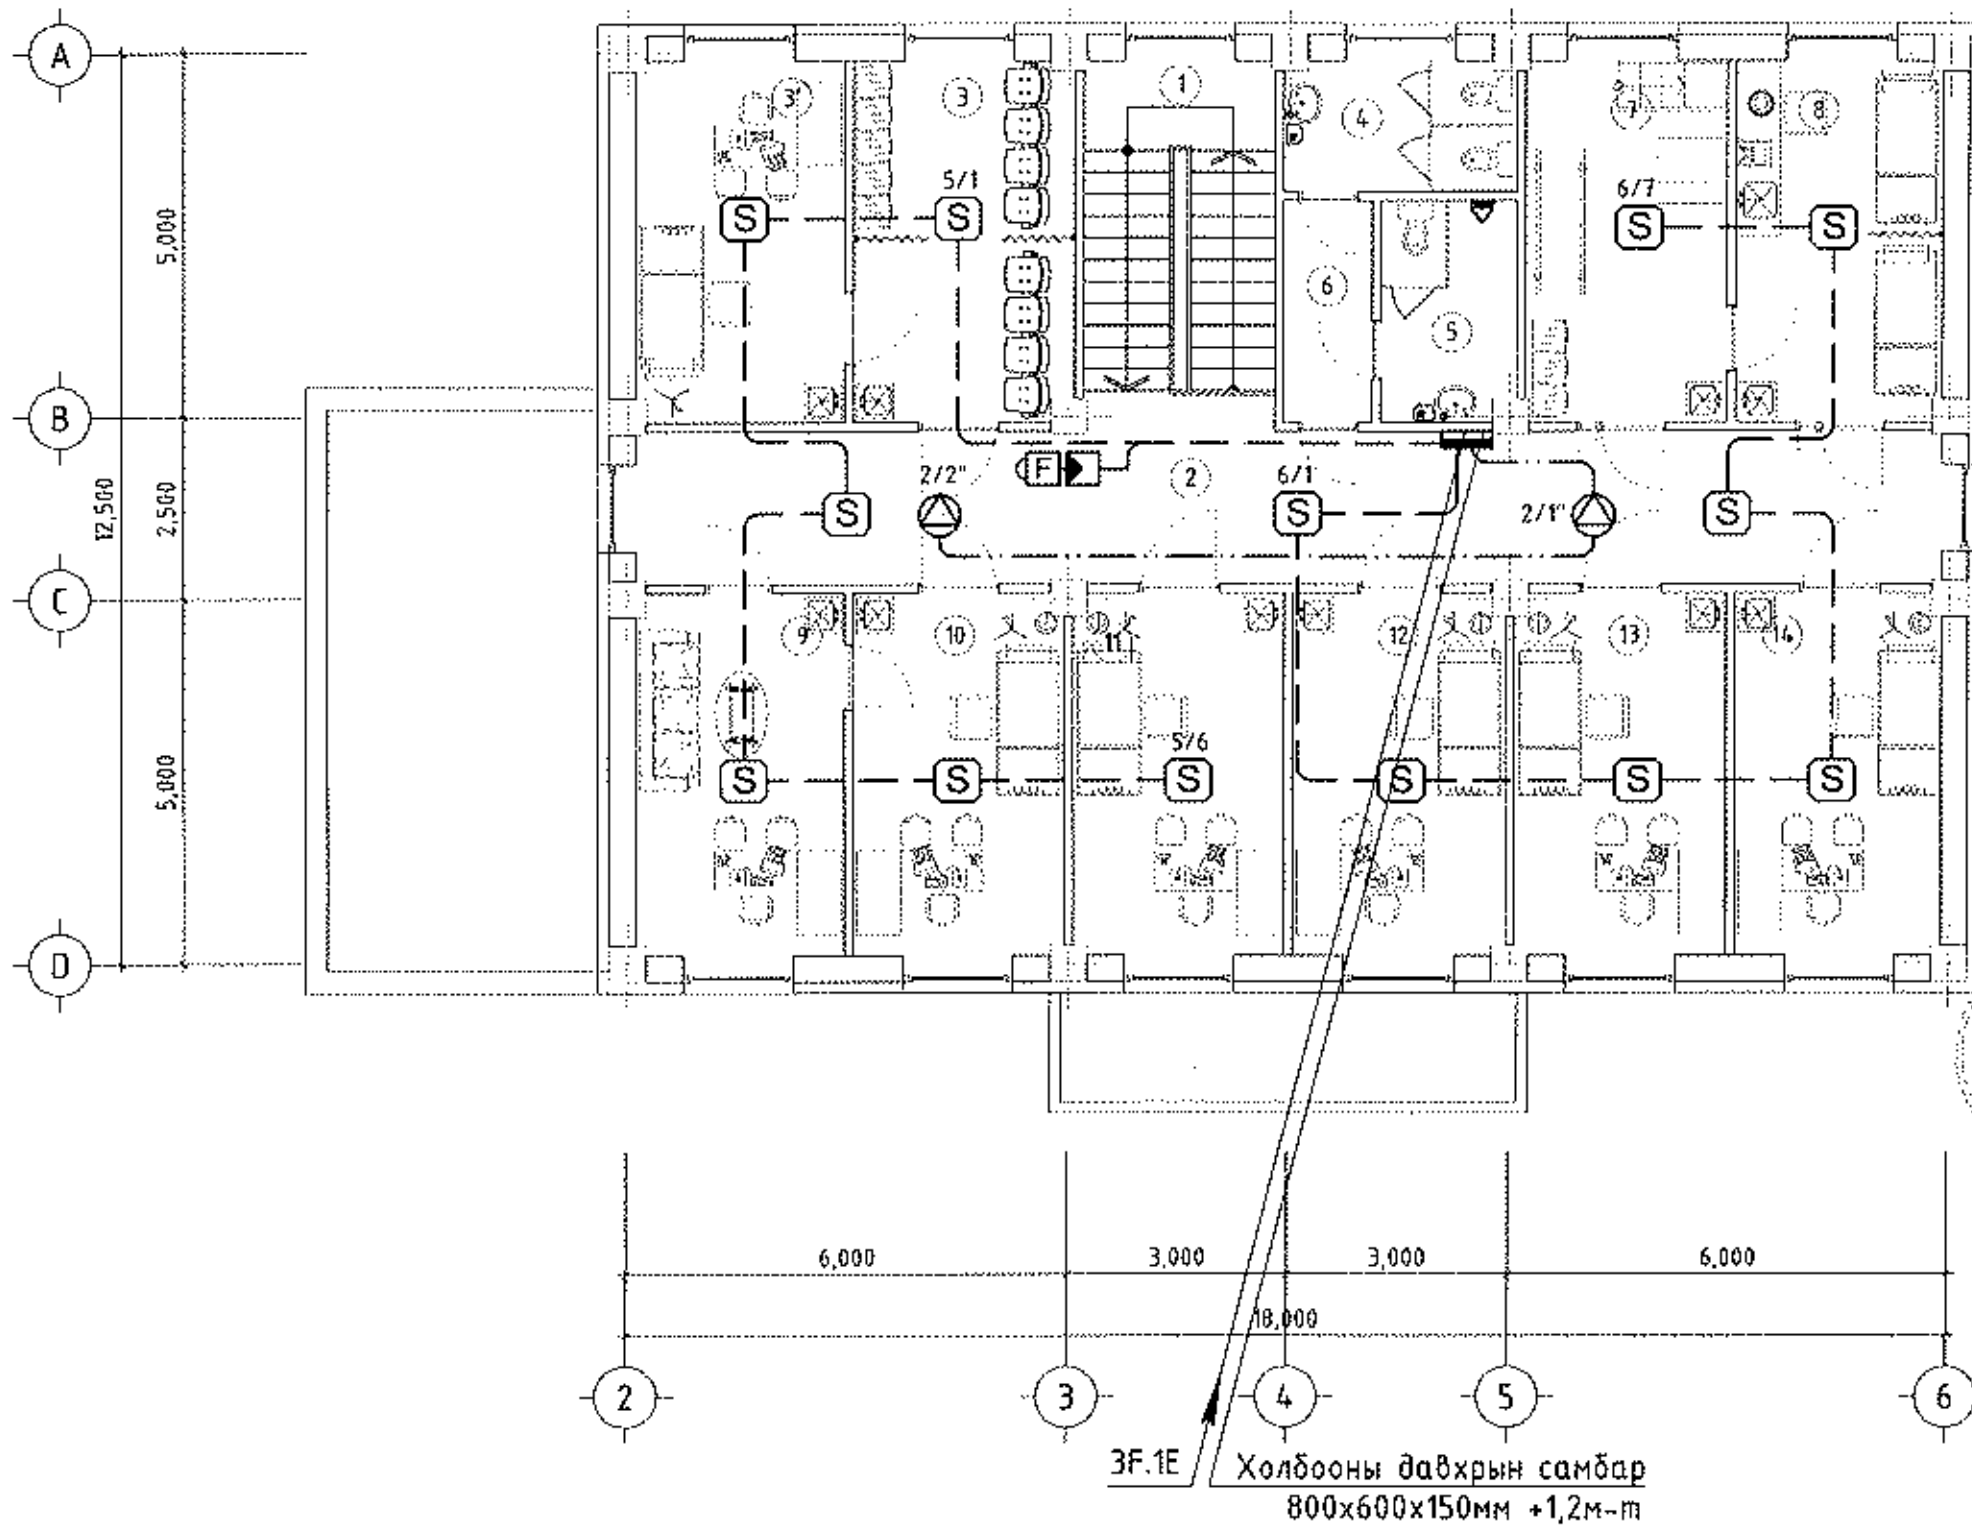 A
3'
3
1
4
7
8
5/1
6/7
S
S
S
S
5,000
6
5
B
12,500
2,500
F
2/2"
2
6/1
2/1"
S
S
S
C
9
10
11
12
13
14
5/6
5,000
S
S
S
S
S
S
D
6,000
3,000
3,000
6,000
18,000
2
3
4
5
6
3F.1E
Холбооны давхрын самбар
800x600x150мм +1,2м-т